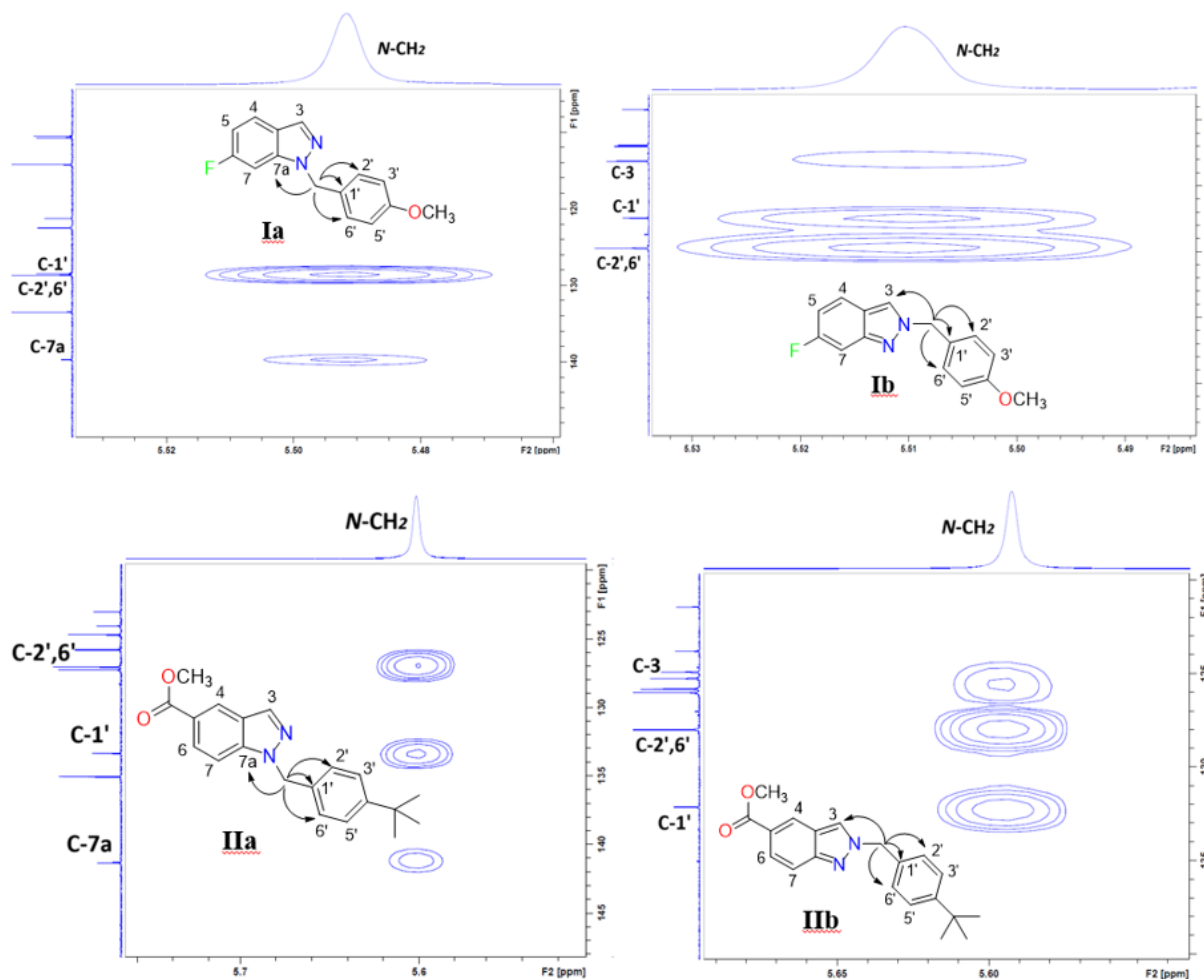 N-CH2
F1 [ppm]
4
3
5
N
F
7
7a
N
2'
3'
1'
6'
5'
OCH3
Ia
C-1'
C-2',6'
C-7a
120
130
140
5.52
5.50
5.48
F2 [ppm]
N-CH2
C-3
C-1'
C-2',6'
4
3
5
N
F
7
N
2'
1'
3'
6'
5'
OCH3
Ib
5.53
5.52
5.51
5.50
5.49
F2 [ppm]
N-CH2
F1 [ppm]
C-2',6'
C-1'
C-7a
OCH3
O
4
3
N
6
7
7a
N
2'
3'
1'
6'
5'
IIa
125
130
135
140
145
5.7
5.6
F2 [ppm]
N-CH2
F1 [ppm]
C-3
C-2',6'
C-1'
OCH3
O
4
3
N
6
7
N
2'
1'
3'
6'
5'
IIb
125
130
135
5.65
5.60
F2 [ppm]